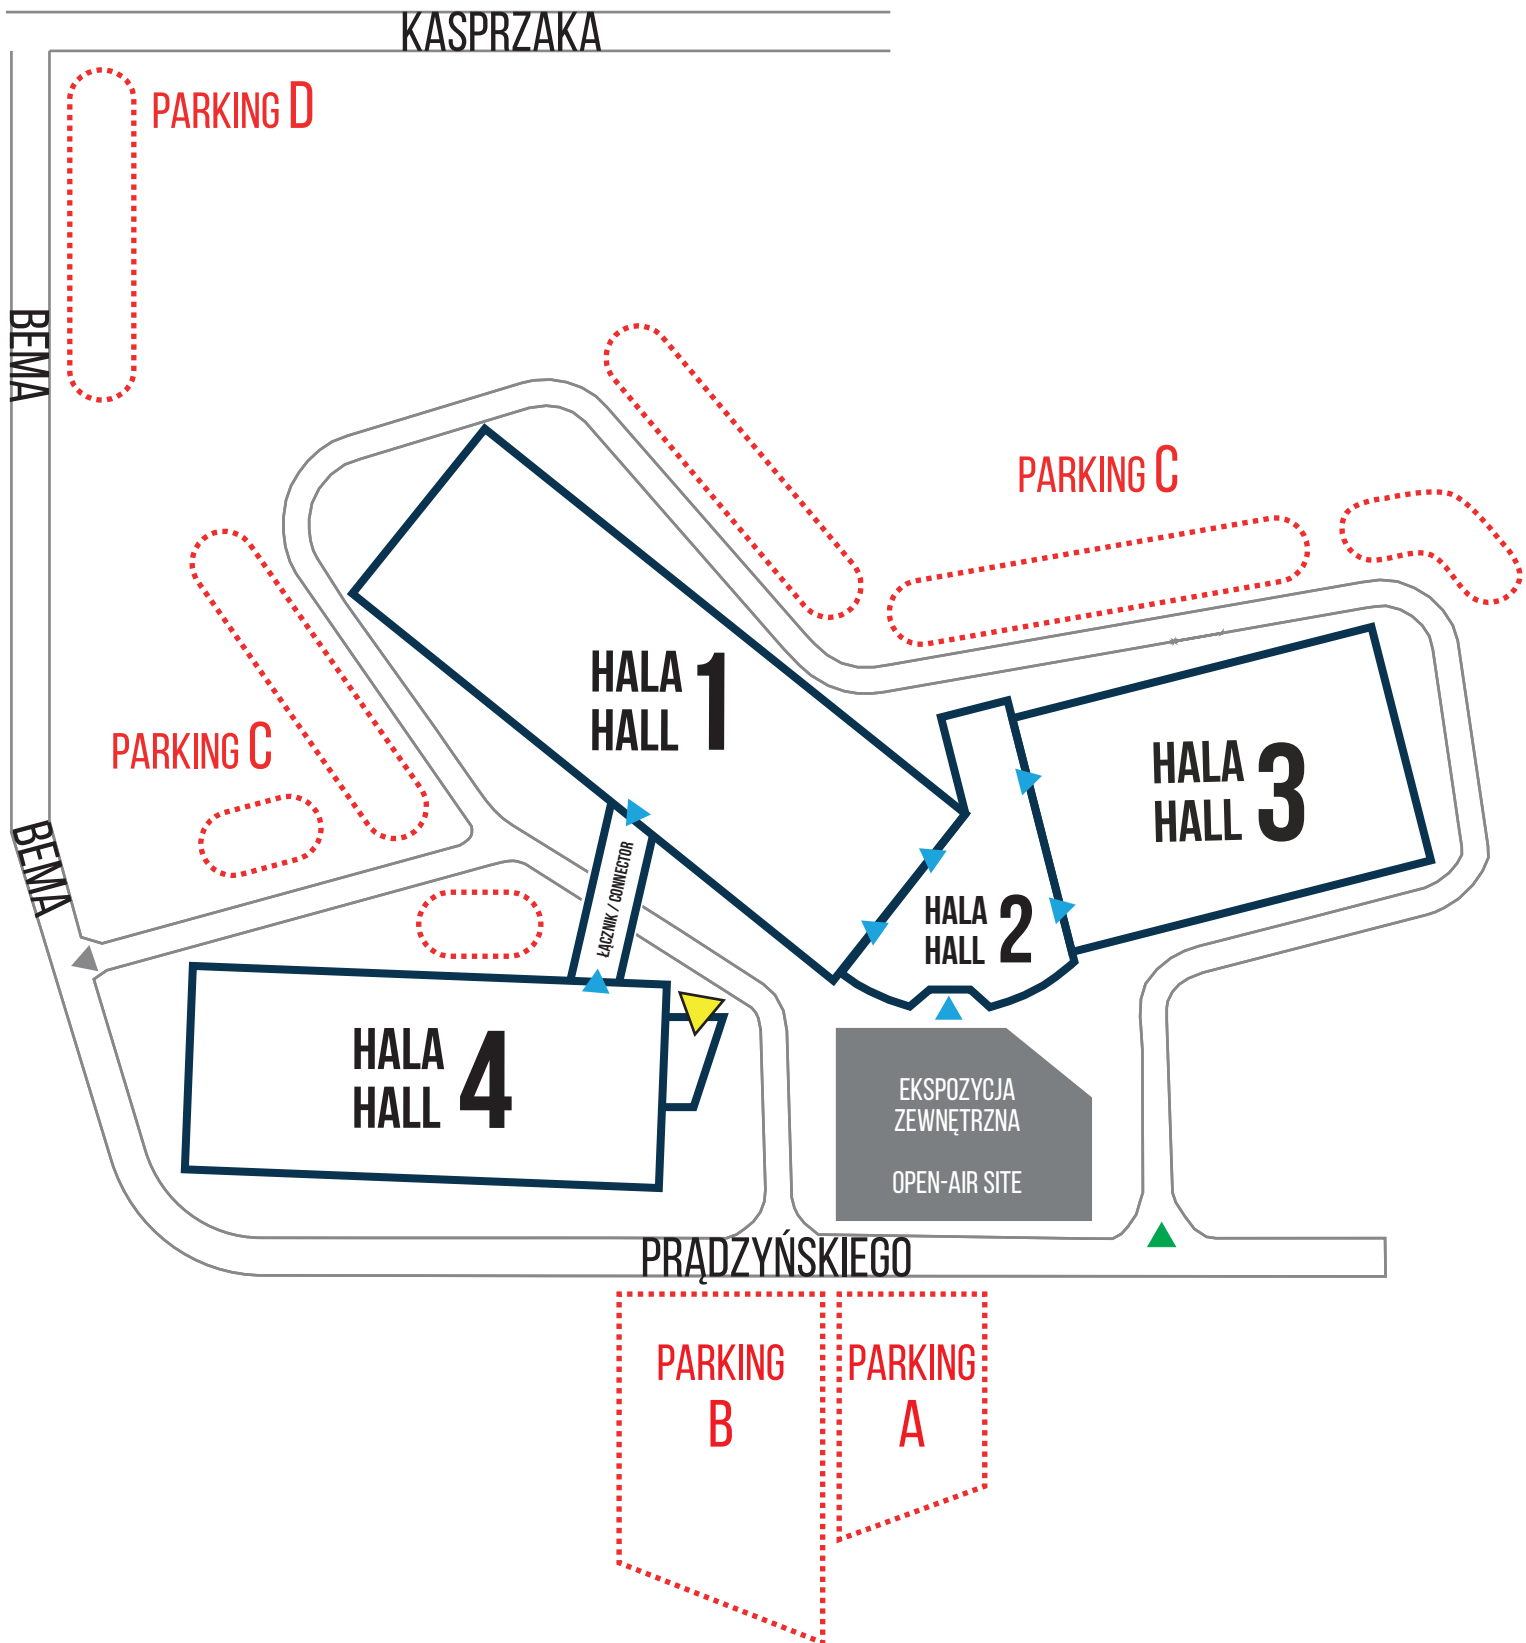 KASPRZAKA
PARKING D
BEMA
PARKING C
HALA
HALL 1
PARKING C
HALA
HALL 3
BEMA
ŁĄCZNIK / CONNECTOR
HALA
HALL 2
HALA
HALL 4
EKSPOZYCJA
ZEWNĘTRZNA
OPEN-AIR SITE
PRĄDZYŃSKIEGO
PARKING
B
PARKING
A